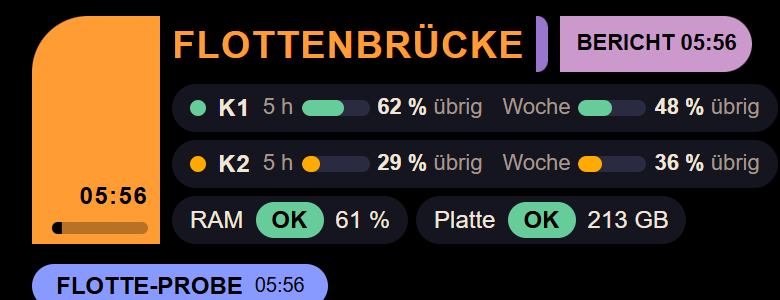 FLOTTENBRÜCKE
BERICHT 05:56
K1 5 h 62 % übrig Woche 48 % übrig
K2 5 h 29 % übrig Woche 36 % übrig
05:56
RAM OK 61 % Platte OK 213 GB
FLOTTE-PROBE 05:56